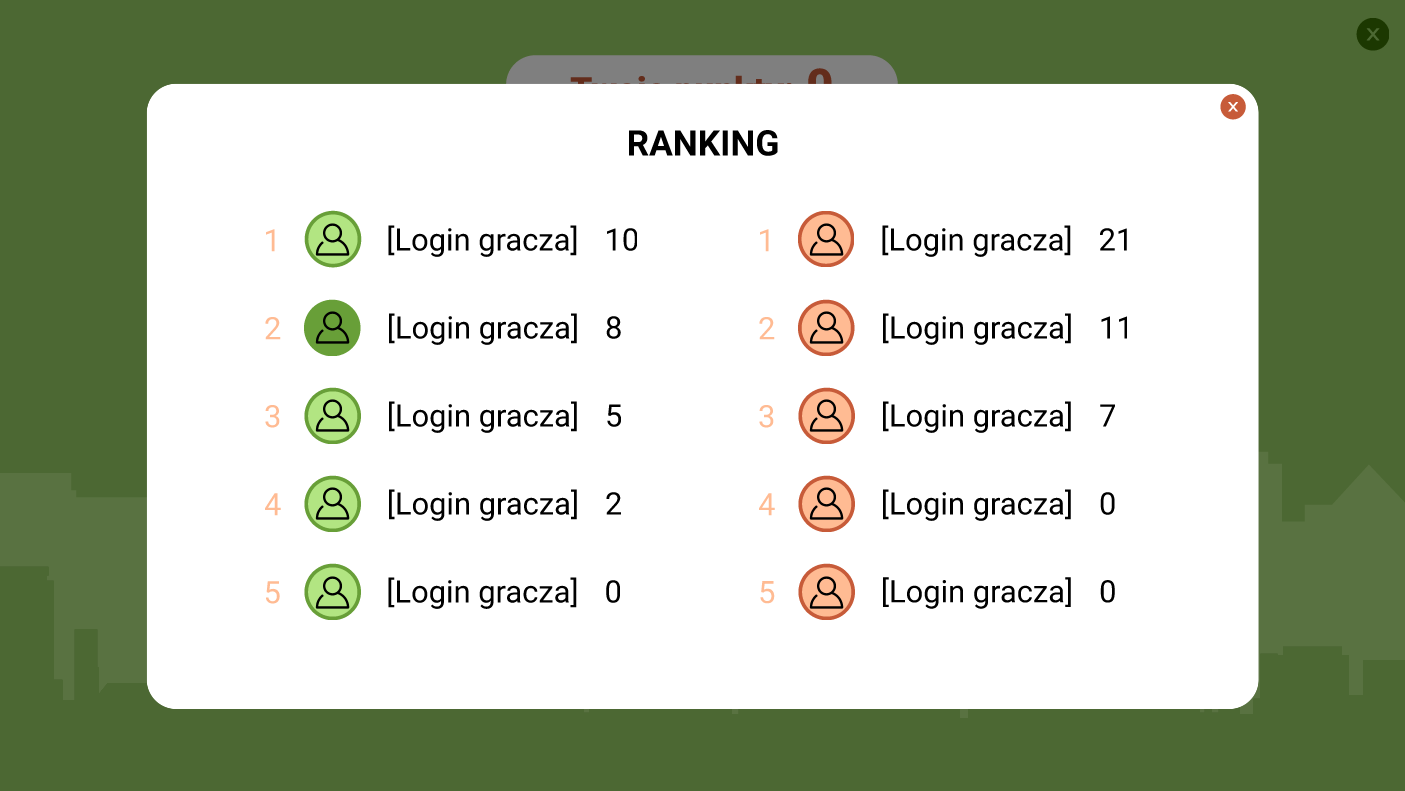 X
0
X
RANKING
1 [Login gracza] 10
2 [Login gracza] 8
3 [Login gracza] 5
4 [Login gracza] 2
5 [Login gracza] 0
1 [Login gracza] 21
2 [Login gracza] 11
3 [Login gracza] 7
4 [Login gracza] 0
5 [Login gracza] 0